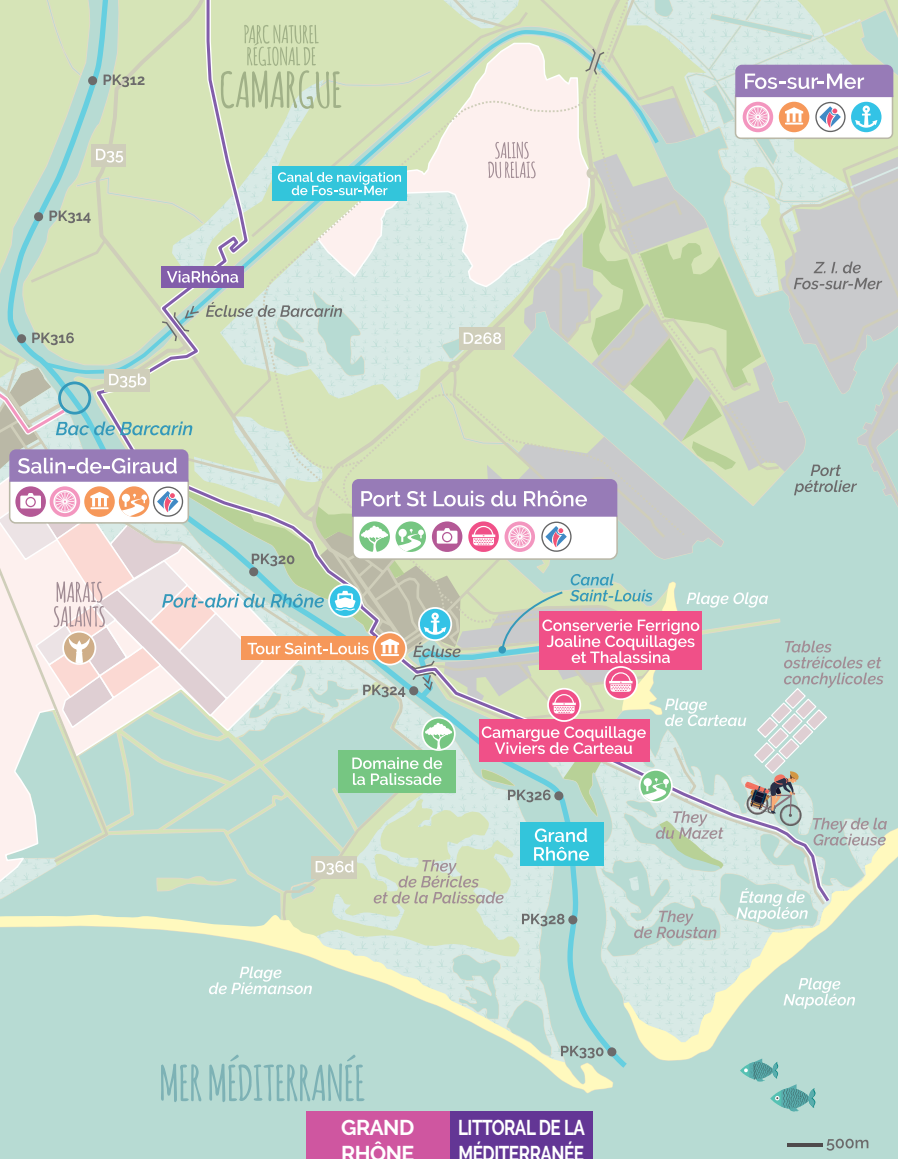 PARC NATUREL
RÉGIONAL DE
CAMARGUE
PK312
Fos-sur-Mer
D35
SALINS
DU RELAIS
Canal de navigation
de Fos-sur-Mer
PK314
ViaRhôna
Z. I. de
Fos-sur-Mer
Écluse de Barcarin
PK316
D268
D35b
Bac de Barcarin
Salin-de-Giraud
Port
pétrolier
Port St Louis du Rhône
PK320
MARAIS
SALANTS
Port-abri du Rhône
Canal
Saint-Louis
Plage Olga
Conserverie Ferrigno
Joaline Coquillages
et Thalassina
Tour Saint-Louis
Écluse
Tables
ostréicoles et
conchylicoles
PK324
Plage
de Carteau
Camargue Coquillage
Viviers de Carteau
Domaine de
la Palissade
PK326
They
du Mazet
They de la
Gracieuse
Grand
Rhône
D36d
They
de Béricles
et de la Palissade
Étang de
Napoléon
PK328
They
de Roustan
Plage
de Piémanson
Plage
Napoléon
PK330
MER MÉDITERRANÉE
GRAND
RHÔNE
LITTORAL DE LA
MÉDITERRANÉE
500m